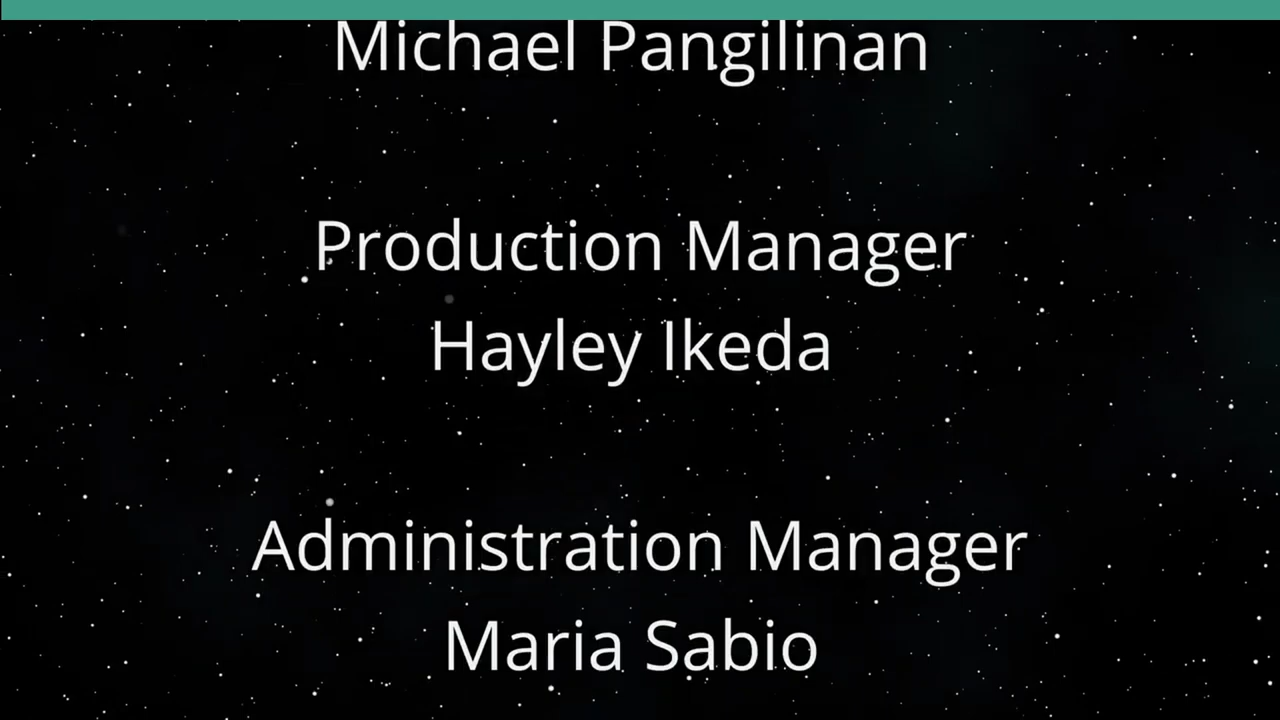 Michael Pangilinan
Production Manager
Hayley Ikeda
Administration Manager
Maria Sabio